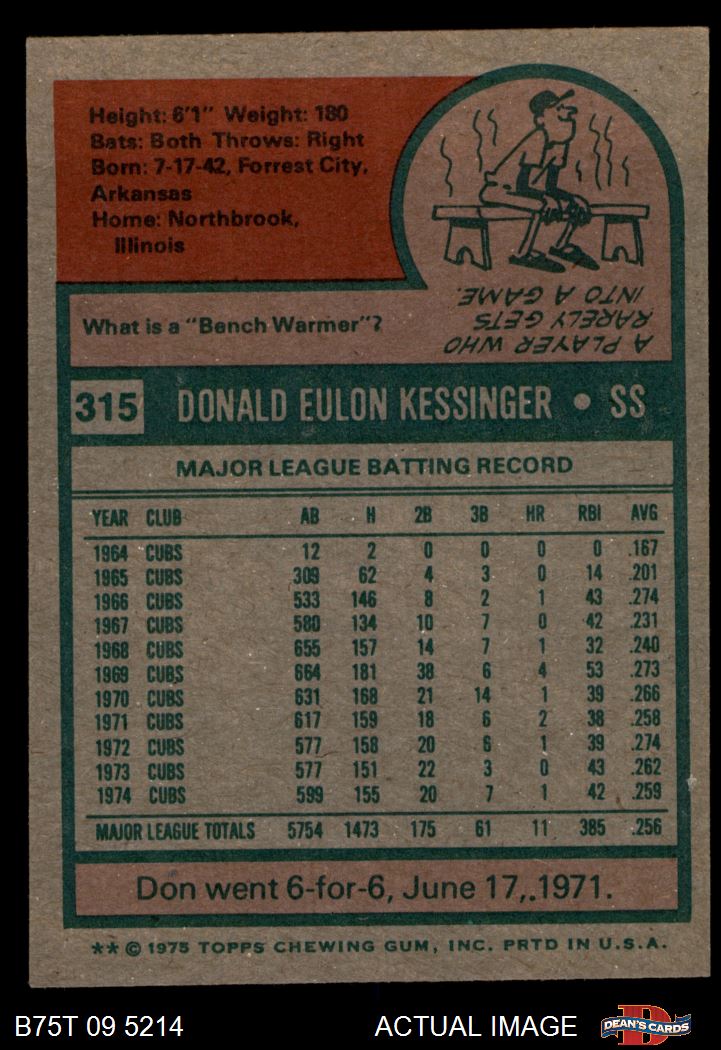 Height: 6'1" Weight: 180
Bats: Both Throws: Right
Born: 7-17-42, Forrest City,
Arkansas
Home: Northbrook,
Illinois
What is a "Bench Warmer"?
A PLAYER WHO
RARELY GETS
INTO A GAME.
315 DONALD EULON KESSINGER • SS
MAJOR LEAGUE BATTING RECORD
YEAR CLUB AB H 2B 3B HR RBI AVG
1964 CUBS 12 2 0 0 0 0 .167
1965 CUBS 309 62 4 3 0 14 .201
1966 CUBS 533 146 8 2 1 43 .274
1967 CUBS 580 134 10 7 0 42 .231
1968 CUBS 655 157 14 7 1 32 .240
1969 CUBS 664 181 38 6 4 53 .273
1970 CUBS 631 168 21 14 1 39 .266
1971 CUBS 617 159 18 6 2 38 .258
1972 CUBS 577 158 20 6 1 39 .274
1973 CUBS 577 151 22 3 0 43 .262
1974 CUBS 599 155 20 7 1 42 .259
MAJOR LEAGUE TOTALS 5754 1473 175 61 11 385 .256
Don went 6-for-6, June 17,.1971.
** © 1975 TOPPS CHEWING GUM, INC. PRTD IN U.S.A.
B75T 09 5214 ACTUAL IMAGE D DEAN'S CARDS